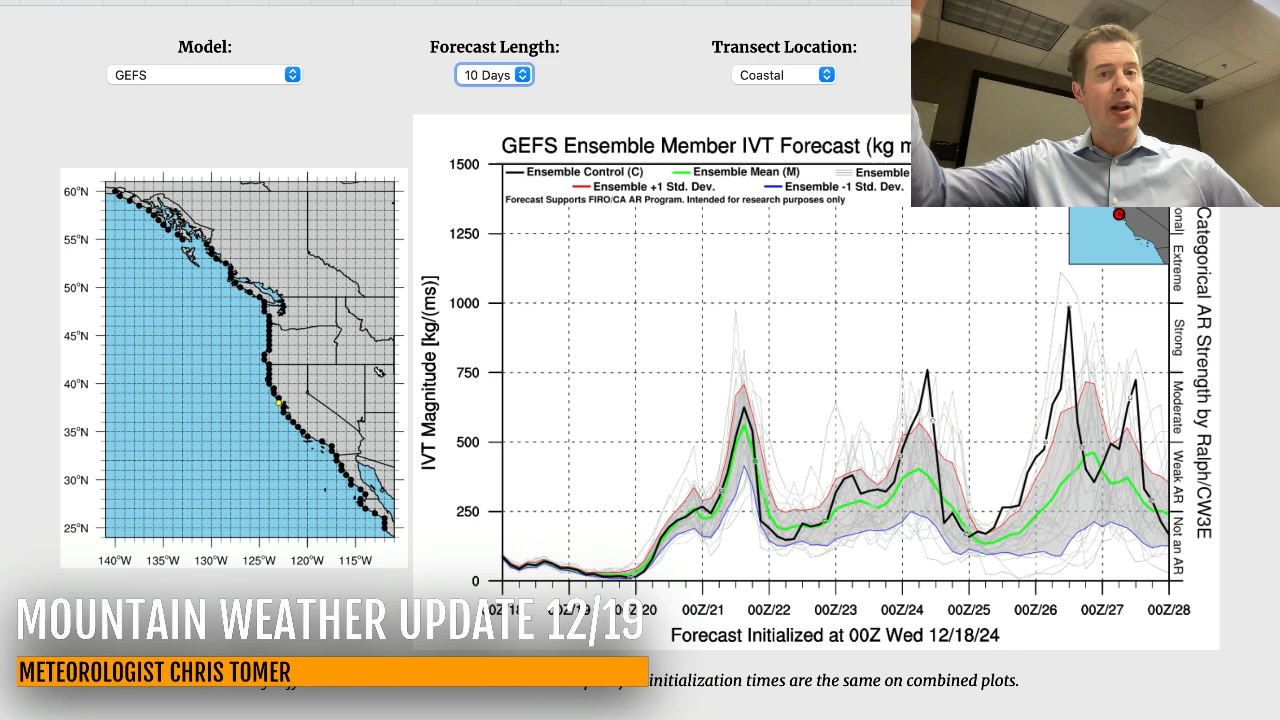 Model:
Forecast Length:
Transect Location:
GEFS
10 Days
Coastal
GEFS Ensemble Member IVT Forecast (kg m
Ensemble Control (C)
Ensemble Mean (M)
Ensemble
Ensemble +1 Std. Dev.
Ensemble -1 Std. Dev.
Forecast Supports FIRO/CA AR Program. Intended for research purposes only
1500
1250
1000
750
500
250
0
IVT Magnitude [kg/(ms)]
60°N
55°N
50°N
45°N
40°N
35°N
30°N
25°N
140°W
135°W
130°W
125°W
120°W
115°W
Extreme
Strong
Moderate
Weak AR
Not an AR
Categorical AR Strength by Ralph/CW3E
00Z/20
00Z/21
00Z/22
00Z/23
00Z/24
00Z/25
00Z/26
00Z/27
00Z/28
Forecast Initialized at 00Z Wed 12/18/24
MOUNTAIN WEATHER UPDATE 12/19
METEOROLOGIST CHRIS TOMER
initialization times are the same on combined plots.